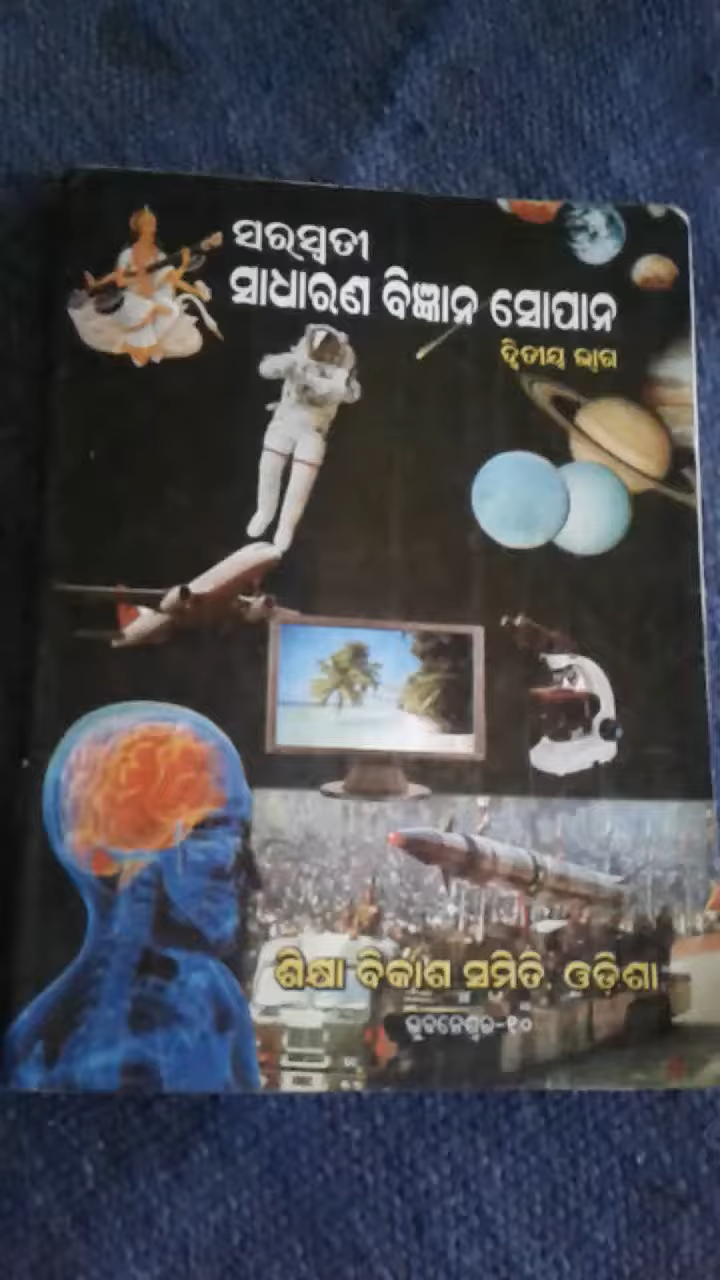 ସରସ୍ୱତୀ
ସାଧାରଣ ବିଜ୍ଞାନ ସୋପାନ
ଦ୍ୱିତୀୟ ଭାଗ
ଶିକ୍ଷା ବିକାଶ ସମିତି, ଓଡ଼ିଶା
ଭୁବନେଶ୍ୱର-୧୦